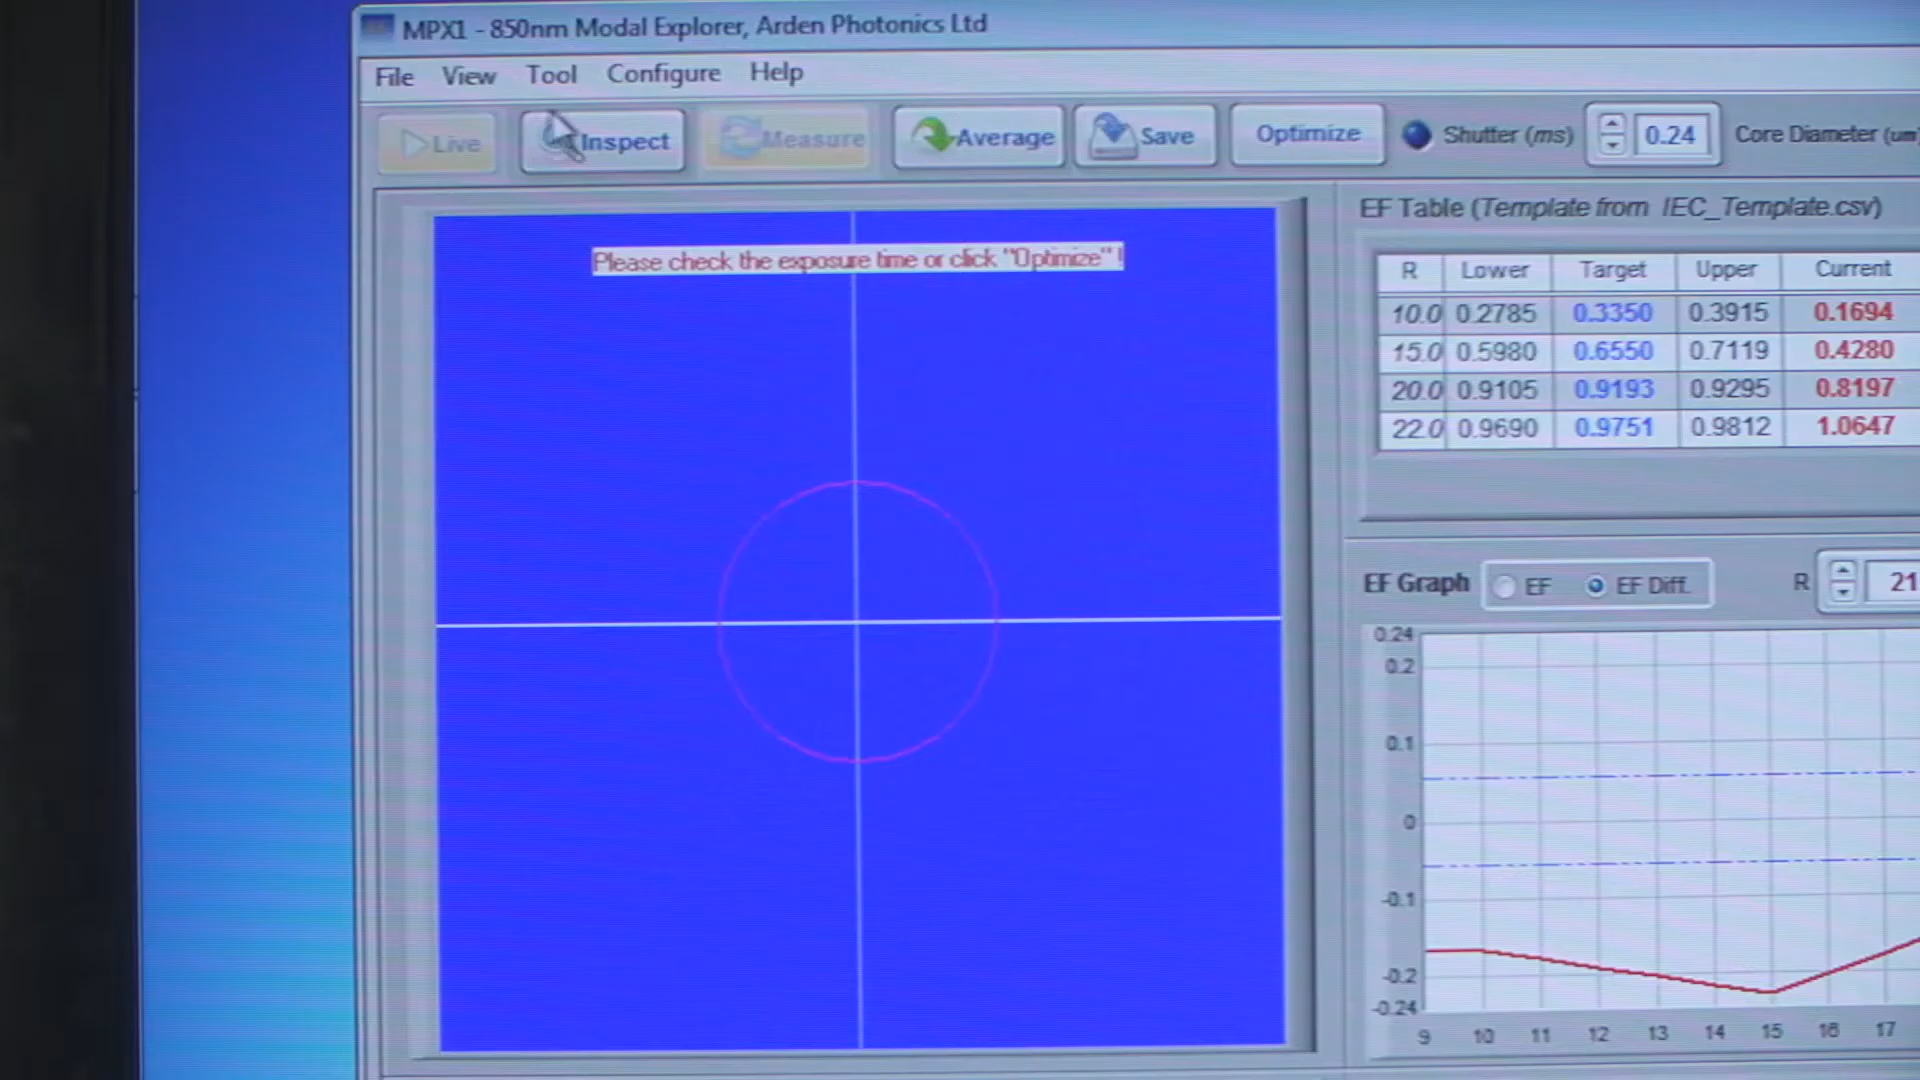 MPX1 - 850nm Modal Explorer, Arden Photonics Ltd
File View Tool Configure Help
Live Inspect Measure Average Save Optimize Shutter (ms) 0.24 Core Diameter (um
Please check the exposure time or click "Optimize" !
EF Table (Template from IEC_Template.csv)
R Lower Target Upper Current
10.0 0.2785 0.3350 0.3915 0.1694
15.0 0.5980 0.6550 0.7119 0.4280
20.0 0.9105 0.9193 0.9295 0.8197
22.0 0.9690 0.9751 0.9812 1.0647
EF Graph EF EF Diff. R 21
0.24
0.2
0.1
0
-0.1
-0.2
-0.24
9 10 11 12 13 14 15 16 17